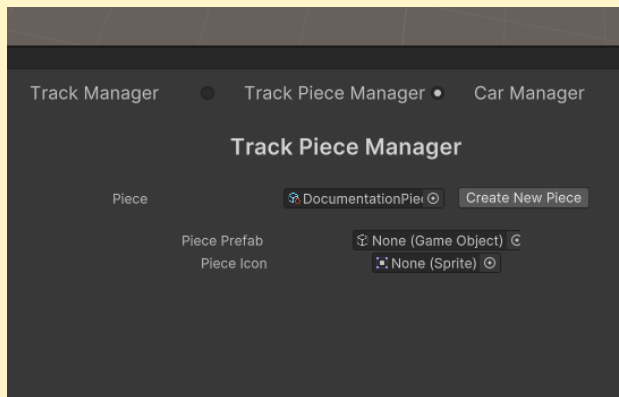 Track Manager Track Piece Manager Car Manager
Track Piece Manager
Piece DocumentationPie Create New Piece
Piece Prefab None (Game Object)
Piece Icon None (Sprite)